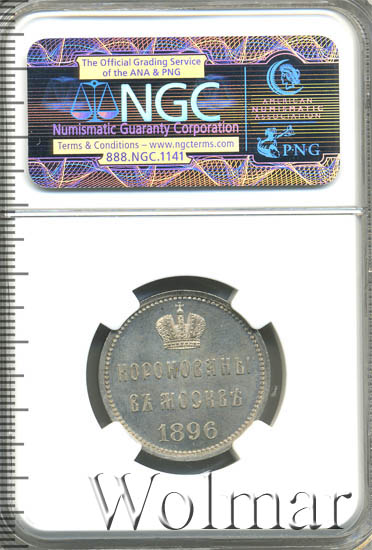 The Official Grading Service
of the ANA & PNG
NGC
Numismatic Guaranty Corporation
Terms & Conditions – www.ngcterms.com
888.NGC.1141
AMERICAN
NUMISMATIC
ASSOCIATION
PNG
КОРОНОВАНЪ
ВЪ МОСКВѢ
1896
Wolmar